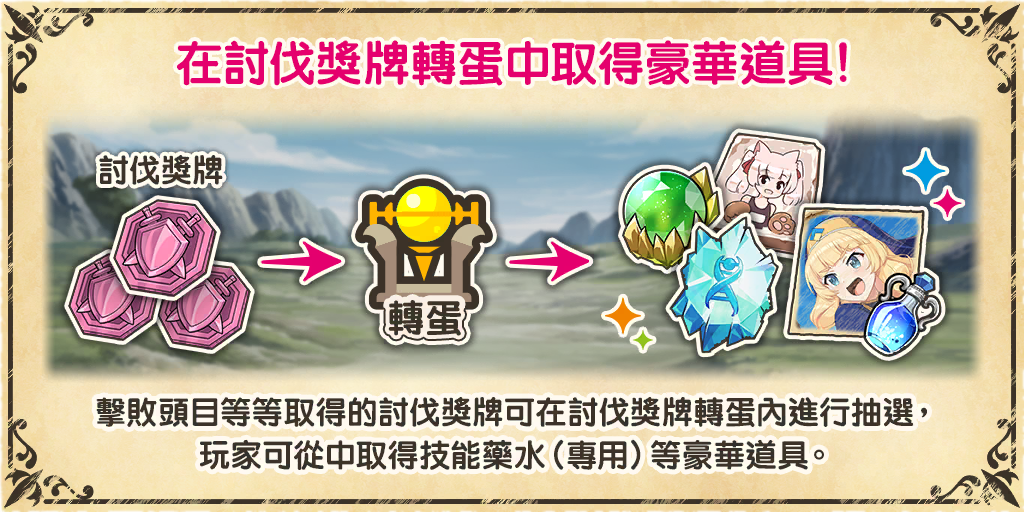 在討伐獎牌轉蛋中取得豪華道具!
討伐獎牌
轉蛋
擊敗頭目等等取得的討伐獎牌可在討伐獎牌轉蛋內進行抽選，
玩家可從中取得技能藥水（專用）等豪華道具。